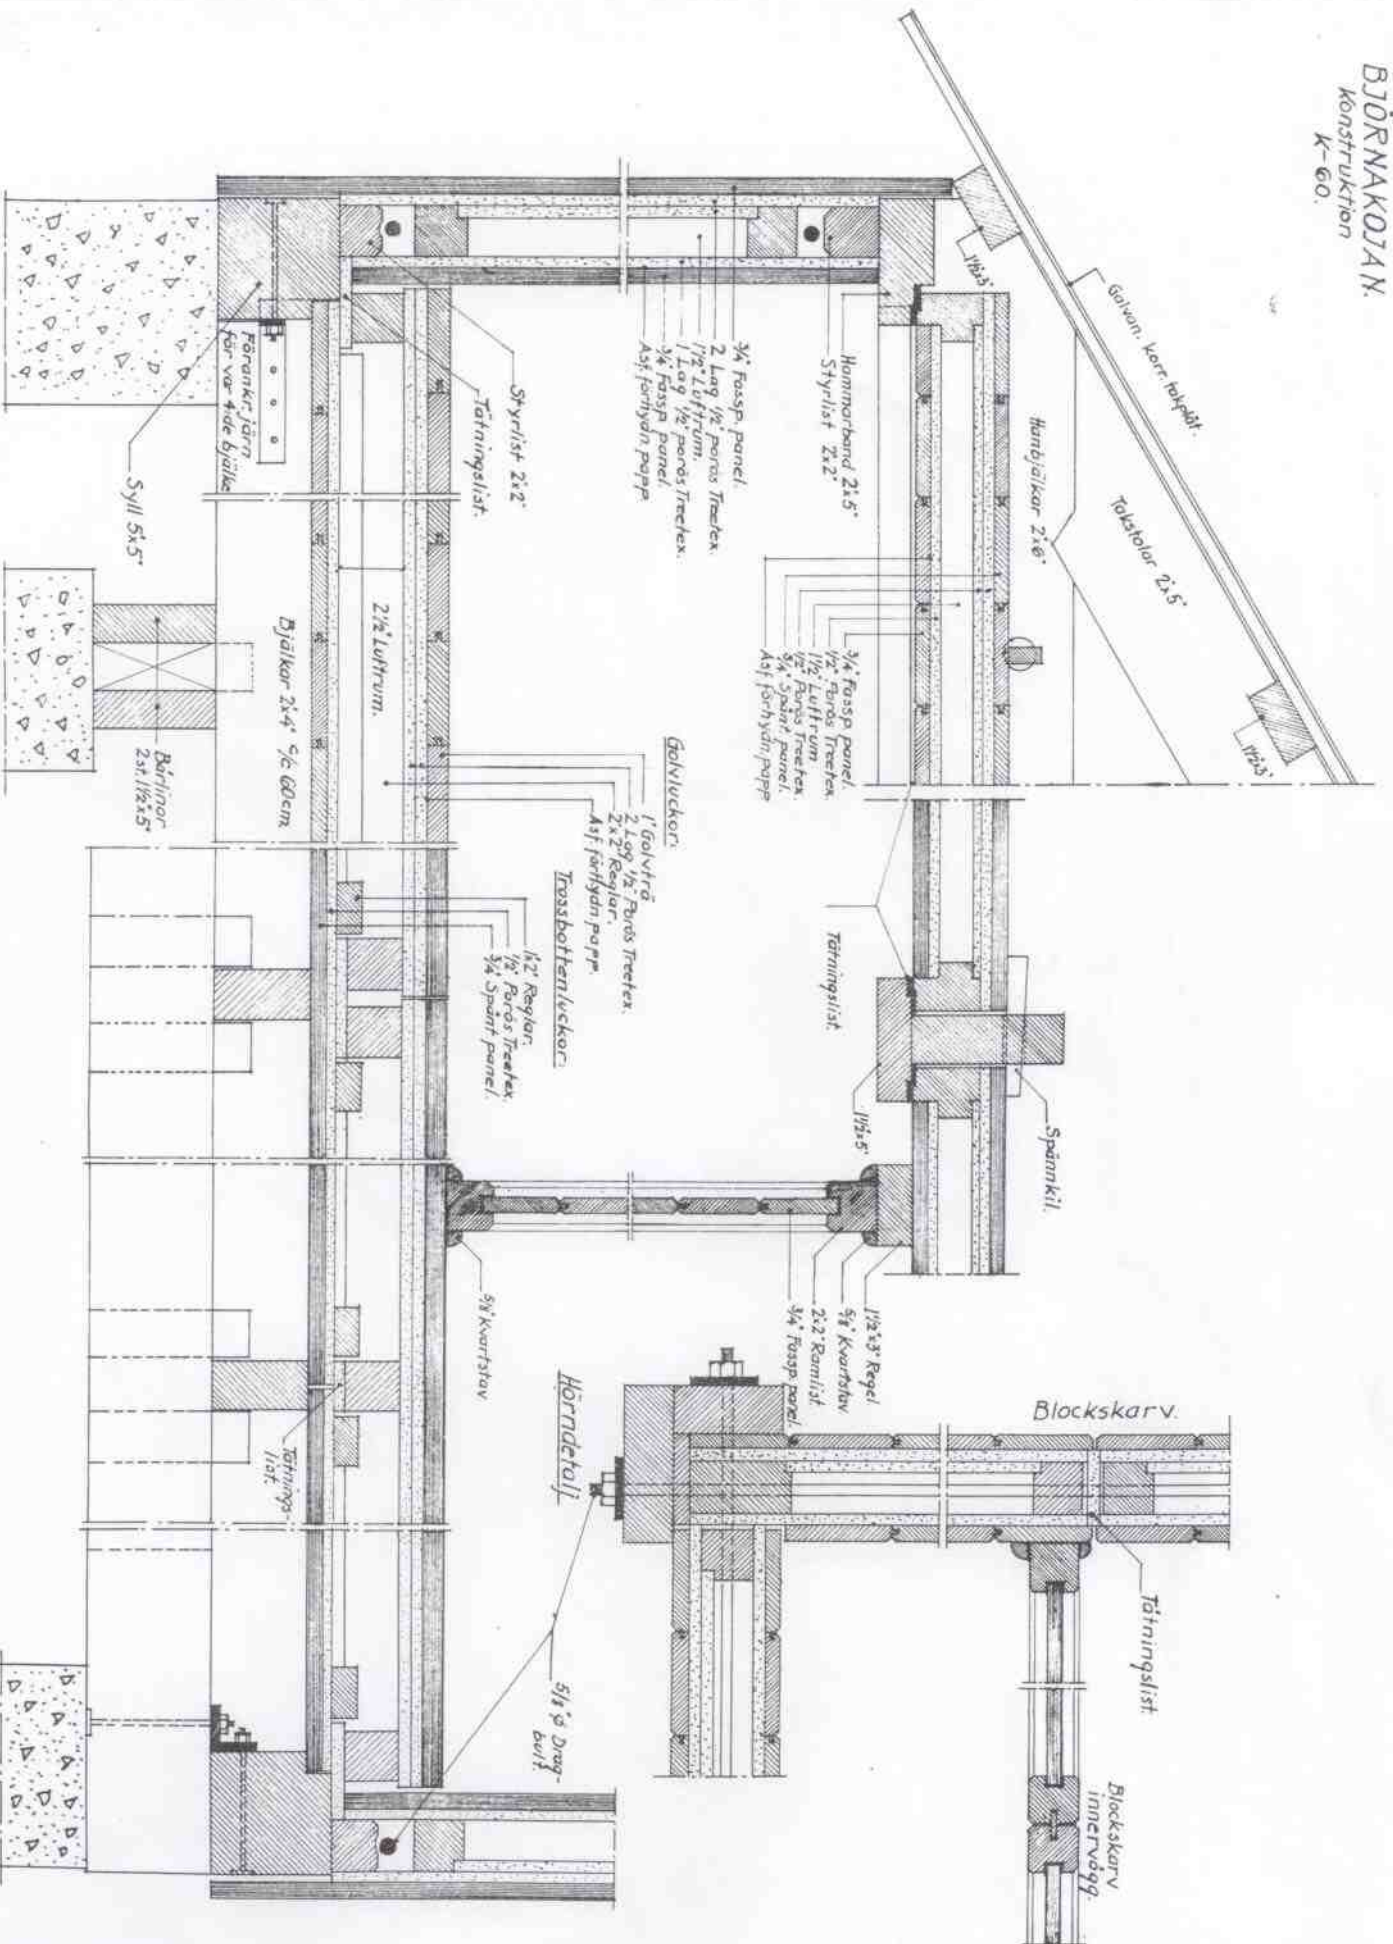 BJÖRNAKOJAN.
Konstruktion
K-60.
Galvan. korr. takplåt.
1½"x3"
Takstolar 2"x5"
1½"x3"
Hanbjälkar 2"x6"
Hammarband 2"x5"
Styrlist 2"x2"
¾" Fassp. panel.
2 Lag ½" porös Treetex.
1½" Luftrum.
1 Lag ½" porös Treetex.
¾" Fassp. panel.
Asf. förhydn. papp.
¾" Fassp panel.
½" Porös Treetex.
1½" Luftrum
½" Porös Treetex.
¾" Spånt. panel.
Asf. förhydn. papp
Tätningslist.
Spännkil.
1½"x5"
Styrlist 2"x2"
Tätningslist.
Förankr. järn
för var 4:de bjälke
Syll 5"x5"
2½" Luftrum.
Bjälkar 2"x4" c/c 60cm
Bärlinor
2 st. 1½"x5"
Golvluckor:
1" Golvträ
2 Lag ½" Porös Treetex.
2"x2" Reglar.
Asf. förhydn. papp.
Trossbottenluckor:
1"x2" Reglar.
½" Porös Treetex.
¾" Spånt panel.
1½"x3" Regel
⅝" Kvartstav
2"x2" Ramlist.
¾" Fassp. panel.
⅝" Kvartstav
Tätnings-
list.
Hörndetalj
5/8" ø Drag-
bult.
Blockskarv.
Tätningslist.
Blockskarv
innervägg.